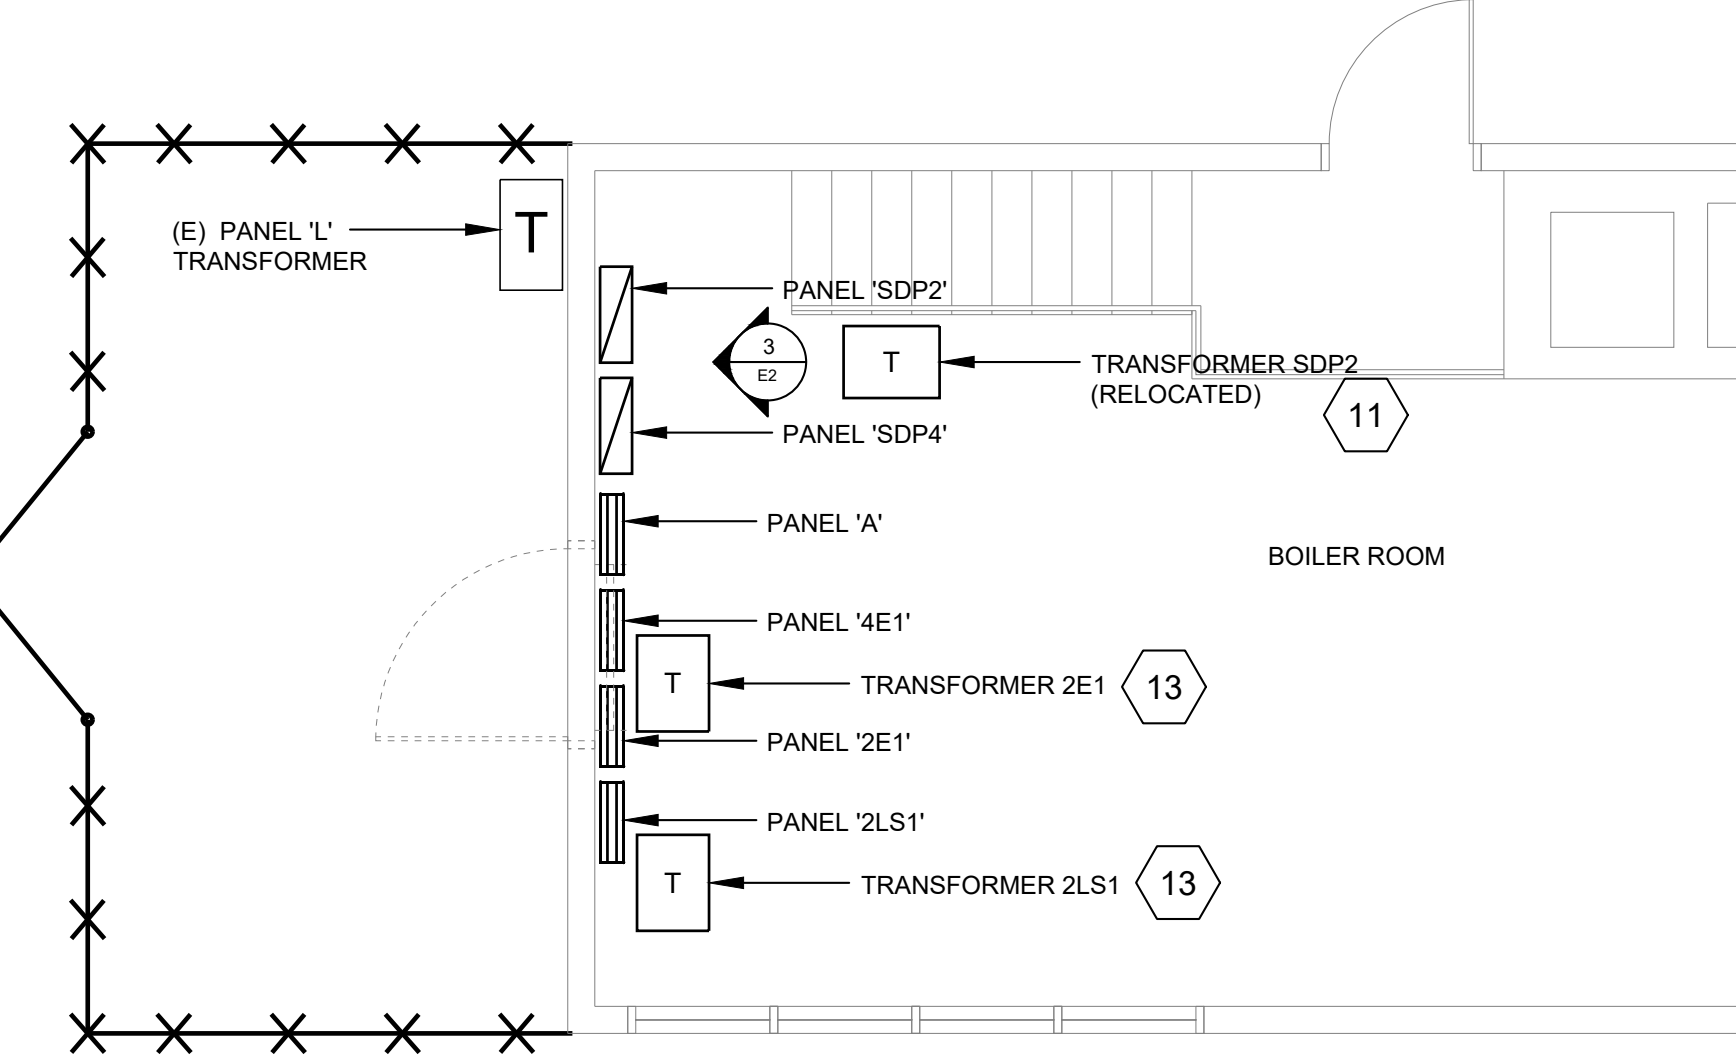 (E) PANEL 'L'
TRANSFORMER
T
PANEL 'SDP2'
3
E2
T
TRANSFORMER SDP2
(RELOCATED)
11
PANEL 'SDP4'
PANEL 'A'
BOILER ROOM
PANEL '4E1'
T
TRANSFORMER 2E1
13
PANEL '2E1'
PANEL '2LS1'
T
TRANSFORMER 2LS1
13